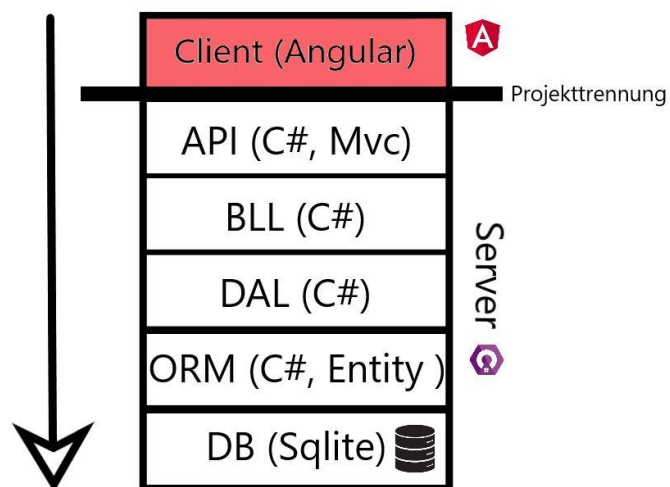 Client (Angular)
Projekttrennung
API (C#, Mvc)
BLL (C#)
Server
DAL (C#)
ORM (C#, Entity )
DB (Sqlite)